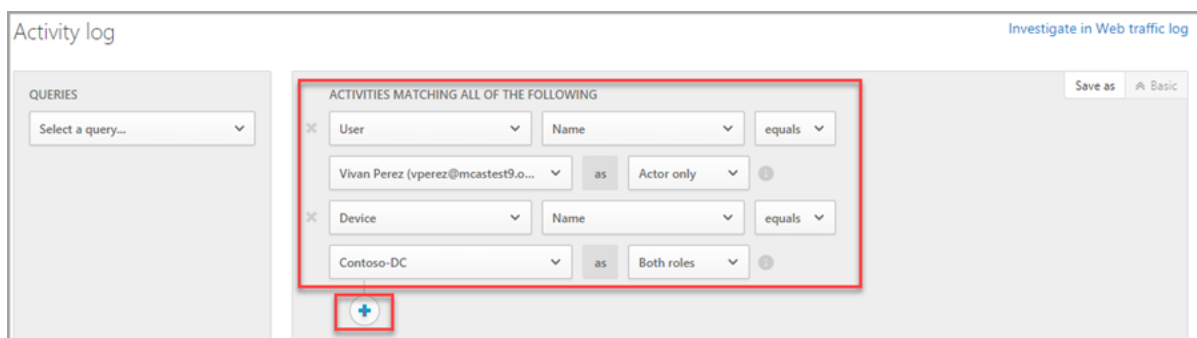 Activity log
Investigate in Web traffic log
QUERIES
Select a query...
ACTIVITIES MATCHING ALL OF THE FOLLOWING
Save as
Basic
User Name equals
Vivan Perez (vperez@mcastest9.o... as Actor only
Device Name equals
Contoso-DC as Both roles